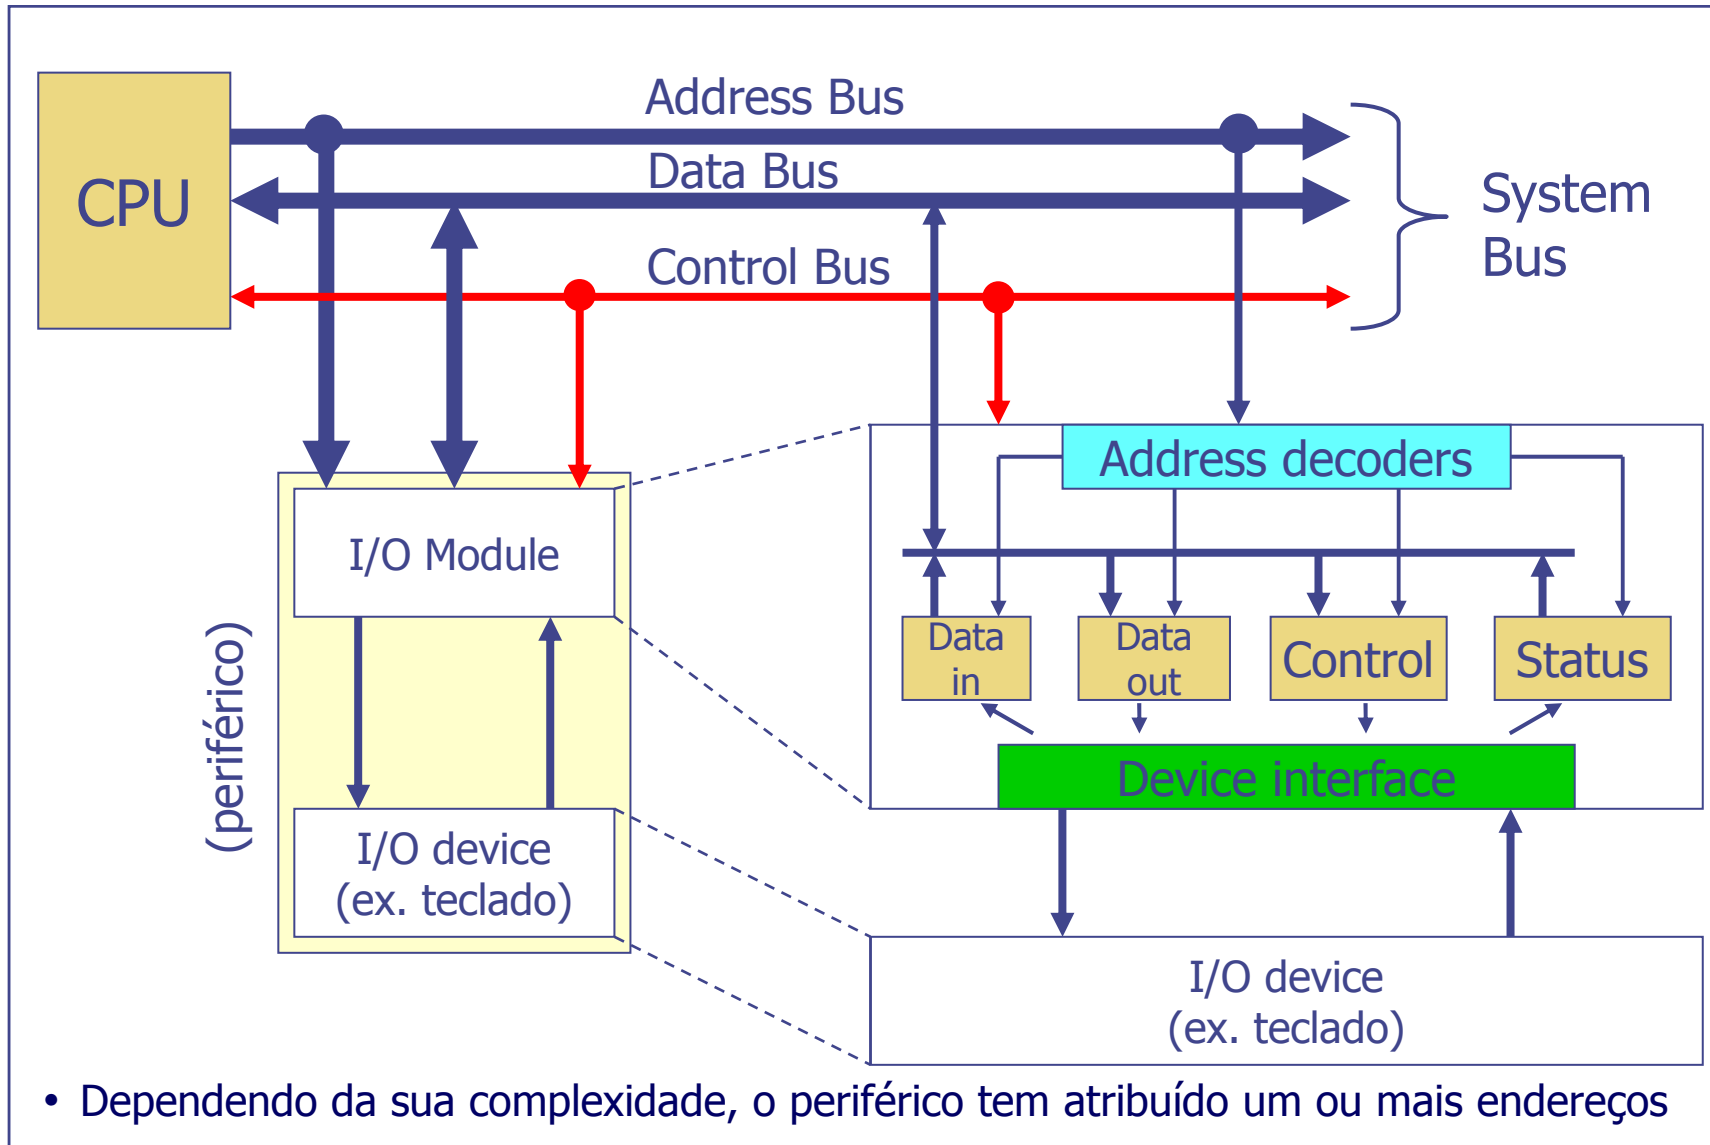 Address Bus
CPU
Data Bus
System
Bus
Control Bus
Address decoders
I/O Module
Data
in
Data
out
Control
Status
(periférico)
Device interface
I/O device
(ex. teclado)
I/O device
(ex. teclado)
• Dependendo da sua complexidade, o periférico tem atribuído um ou mais endereços